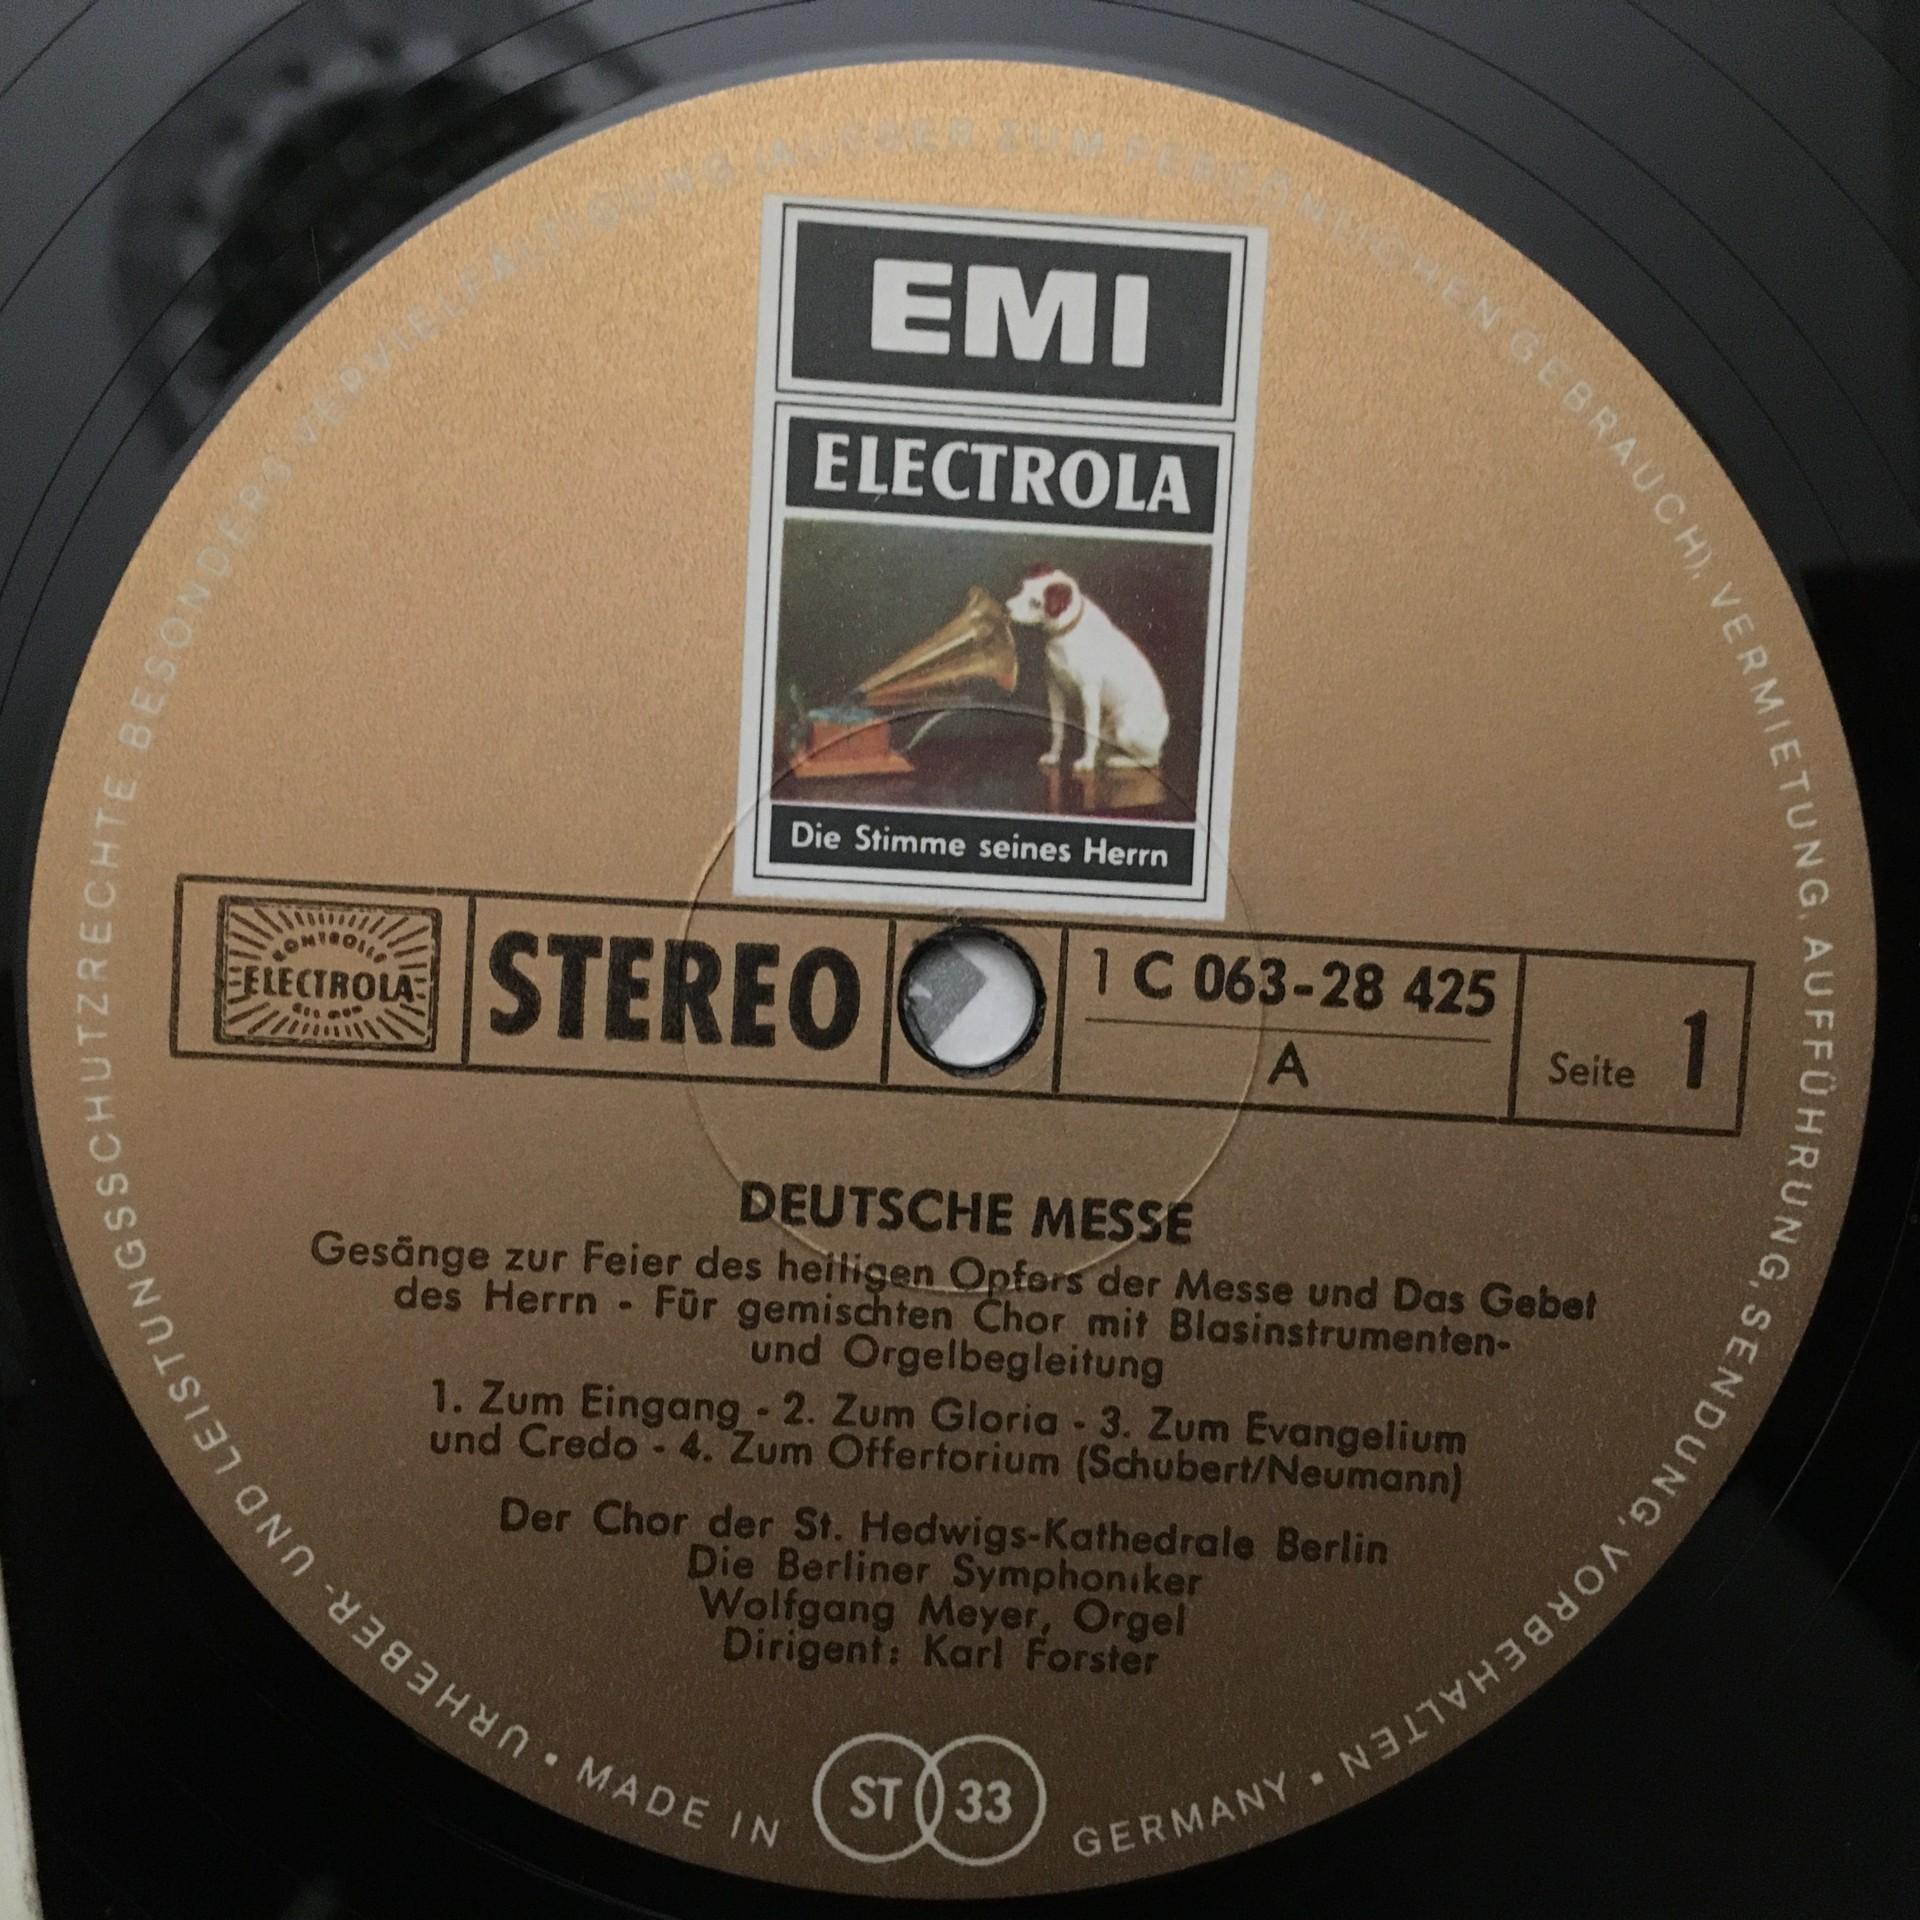 EMI
ELECTROLA
Die Stimme seines Herrn
ELECTROLA
STEREO
1 C 063-28 425
A
Seite 1
DEUTSCHE MESSE
Gesänge zur Feier des heiligen Opfers der Messe und Das Gebet
des Herrn - Für gemischten Chor mit Blasinstrumenten-
und Orgelbegleitung
1. Zum Eingang - 2. Zum Gloria - 3. Zum Evangelium
und Credo - 4. Zum Offertorium (Schubert/Neumann)
Der Chor der St. Hedwigs-Kathedrale Berlin
Die Berliner Symphoniker
Wolfgang Meyer, Orgel
Dirigent: Karl Forster
ST 33
URHEBER- UND LEISTUNGSSCHUTZRECHTE BESONDERS VERVIELFÄLTIGUNG (AUSSER ZUM PERSÖNLICHEN GEBRAUCH), VERMIETUNG, AUFFÜHRUNG, SENDUNG, VORBEHALTEN • MADE IN GERMANY •